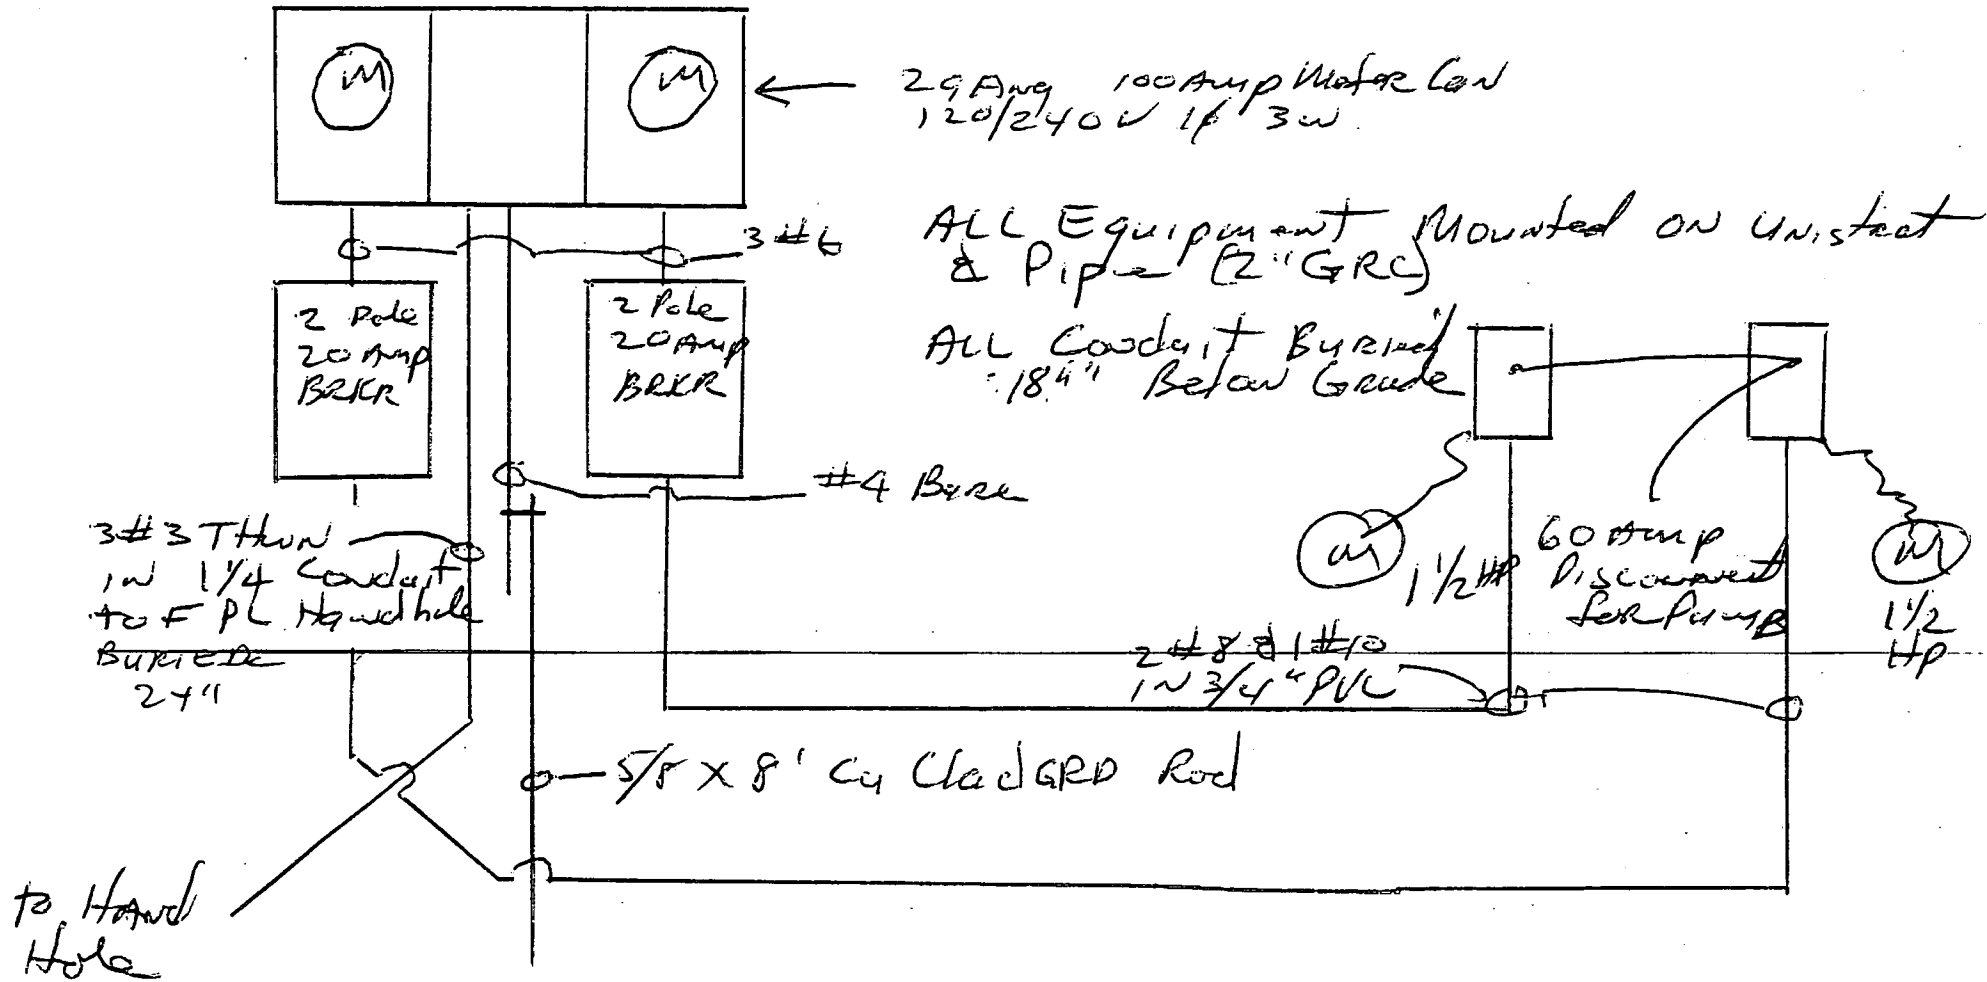 M
M
2 gang 100 Amp Meter Can
120/240 V 1ø 3W
3 #6
ALL Equipment Mounted ON Unistrut
& Pipe (2" GRC)
2 Pole
20 Amp
BRKR
2 Pole
20 Amp
BRKR
ALL Conduit Buried
18" Below Grade
#4 Bare
3 #3 THWN
IN 1 1/4 Conduit
to FPL Handhole
BURIED
24"
M
1 1/2 HP
60 Amp
Disconnect
for Pump
M
1 1/2
HP
2 #8 & 1 #10
IN 3/4" PVC
5/8 X 8' Cu Clad GRD Rod
to Hand
Hole